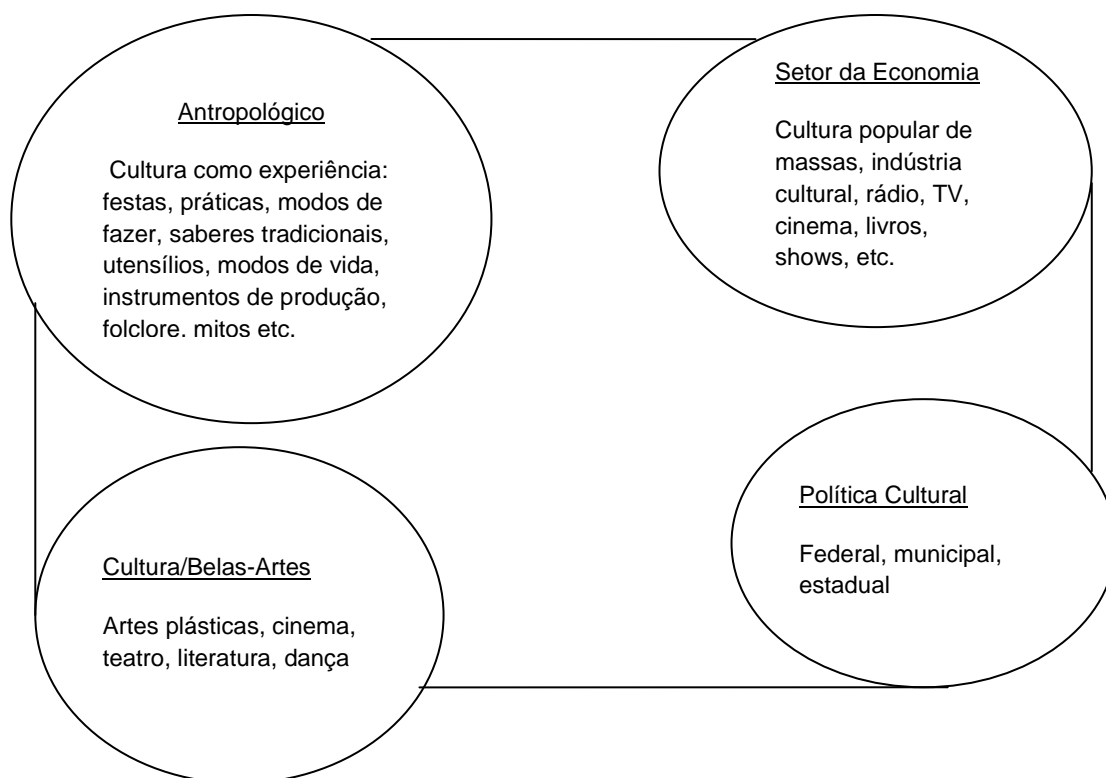 Antropológico
Cultura como experiência:
festas, práticas, modos de
fazer, saberes tradicionais,
utensílios, modos de vida,
instrumentos de produção,
folclore, mitos etc.
Setor da Economia
Cultura popular de
massas, indústria
cultural, rádio, TV,
cinema, livros,
shows, etc.
Cultura/Belas-Artes
Artes plásticas, cinema,
teatro, literatura, dança
Política Cultural
Federal, municipal,
estadual